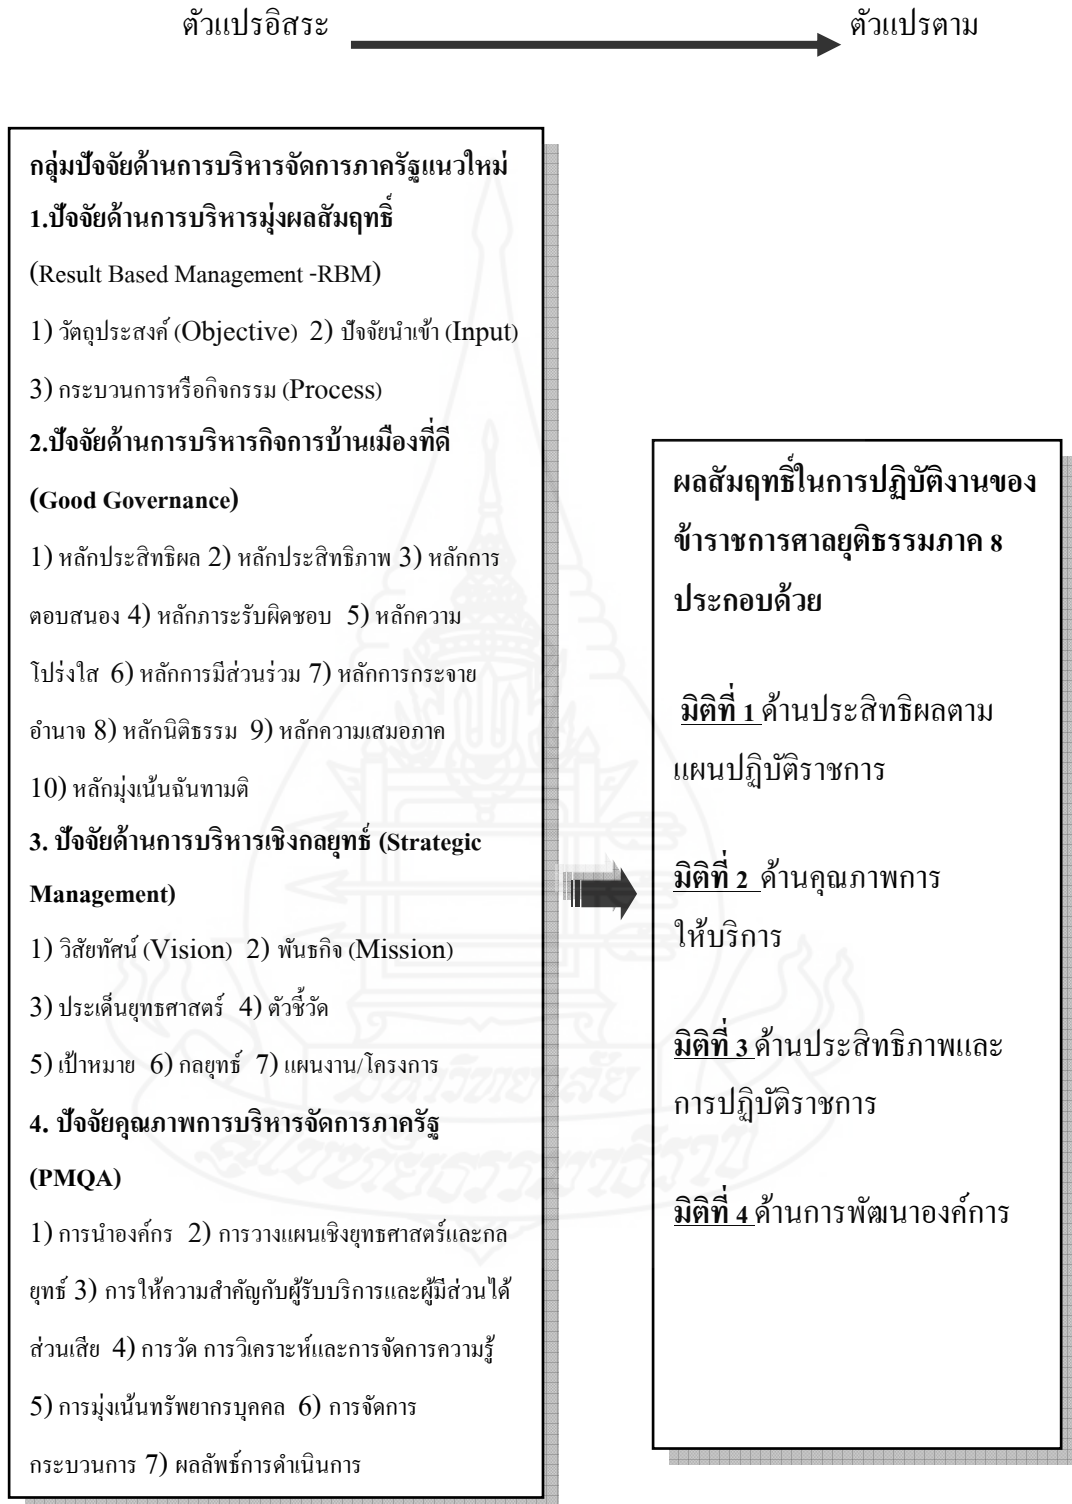 ตัวแปรอิสระ
ตัวแปรตาม
กลุ่มปัจจัยด้านการบริหารจัดการภาครัฐแนวใหม่
1.ปัจจัยด้านการบริหารมุ่งผลสัมฤทธิ์
(Result Based Management -RBM)
1) วัตถุประสงค์ (Objective) 2) ปัจจัยนำเข้า (Input)
3) กระบวนการหรือกิจกรรม (Process)
2.ปัจจัยด้านการบริหารกิจการบ้านเมืองที่ดี
(Good Governance)
1) หลักประสิทธิผล 2) หลักประสิทธิภาพ 3) หลักการ
ตอบสนอง 4) หลักภาระรับผิดชอบ 5) หลักความ
โปร่งใส 6) หลักการมีส่วนร่วม 7) หลักการกระจาย
อำนาจ 8) หลักนิติธรรม 9) หลักความเสมอภาค
10) หลักมุ่งเน้นฉันทามติ
3. ปัจจัยด้านการบริหารเชิงกลยุทธ์ (Strategic
Management)
1) วิสัยทัศน์ (Vision) 2) พันธกิจ (Mission)
3) ประเด็นยุทธศาสตร์ 4) ตัวชี้วัด
5) เป้าหมาย 6) กลยุทธ์ 7) แผนงาน/โครงการ
4. ปัจจัยคุณภาพการบริหารจัดการภาครัฐ
(PMQA)
1) การนำองค์กร 2) การวางแผนเชิงยุทธศาสตร์และกล
ยุทธ์ 3) การให้ความสำคัญกับผู้รับบริการและผู้มีส่วนได้
ส่วนเสีย 4) การวัด การวิเคราะห์และการจัดการความรู้
5) การมุ่งเน้นทรัพยากรบุคคล 6) การจัดการ
กระบวนการ 7) ผลลัพธ์การดำเนินการ
ผลสัมฤทธิ์ในการปฏิบัติงานของ
ข้าราชการศาลยุติธรรมภาค 8
ประกอบด้วย
มิติที่ 1 ด้านประสิทธิผลตาม
แผนปฏิบัติราชการ
มิติที่ 2 ด้านคุณภาพการ
ให้บริการ
มิติที่ 3 ด้านประสิทธิภาพและ
การปฏิบัติราชการ
มิติที่ 4 ด้านการพัฒนาองค์การ
มหาวิทยาลัย
สุโขทัยธรรมาธิราช